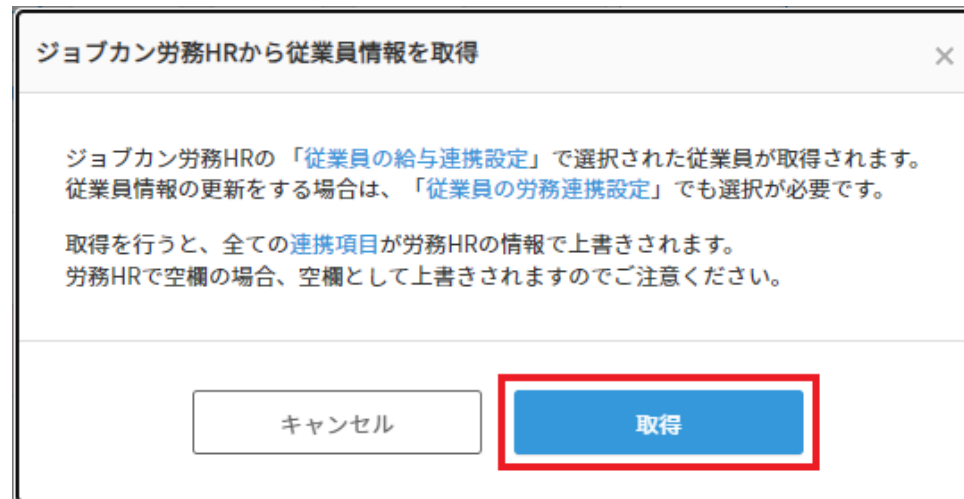 ジョブカン労務HRから従業員情報を取得
×
ジョブカン労務HRの 「従業員の給与連携設定」で選択された従業員が取得されます。
従業員情報の更新をする場合は、「従業員の労務連携設定」でも選択が必要です。
取得を行うと、全ての連携項目が労務HRの情報で上書きされます。
労務HRで空欄の場合、空欄として上書きされますのでご注意ください。
キャンセル
取得